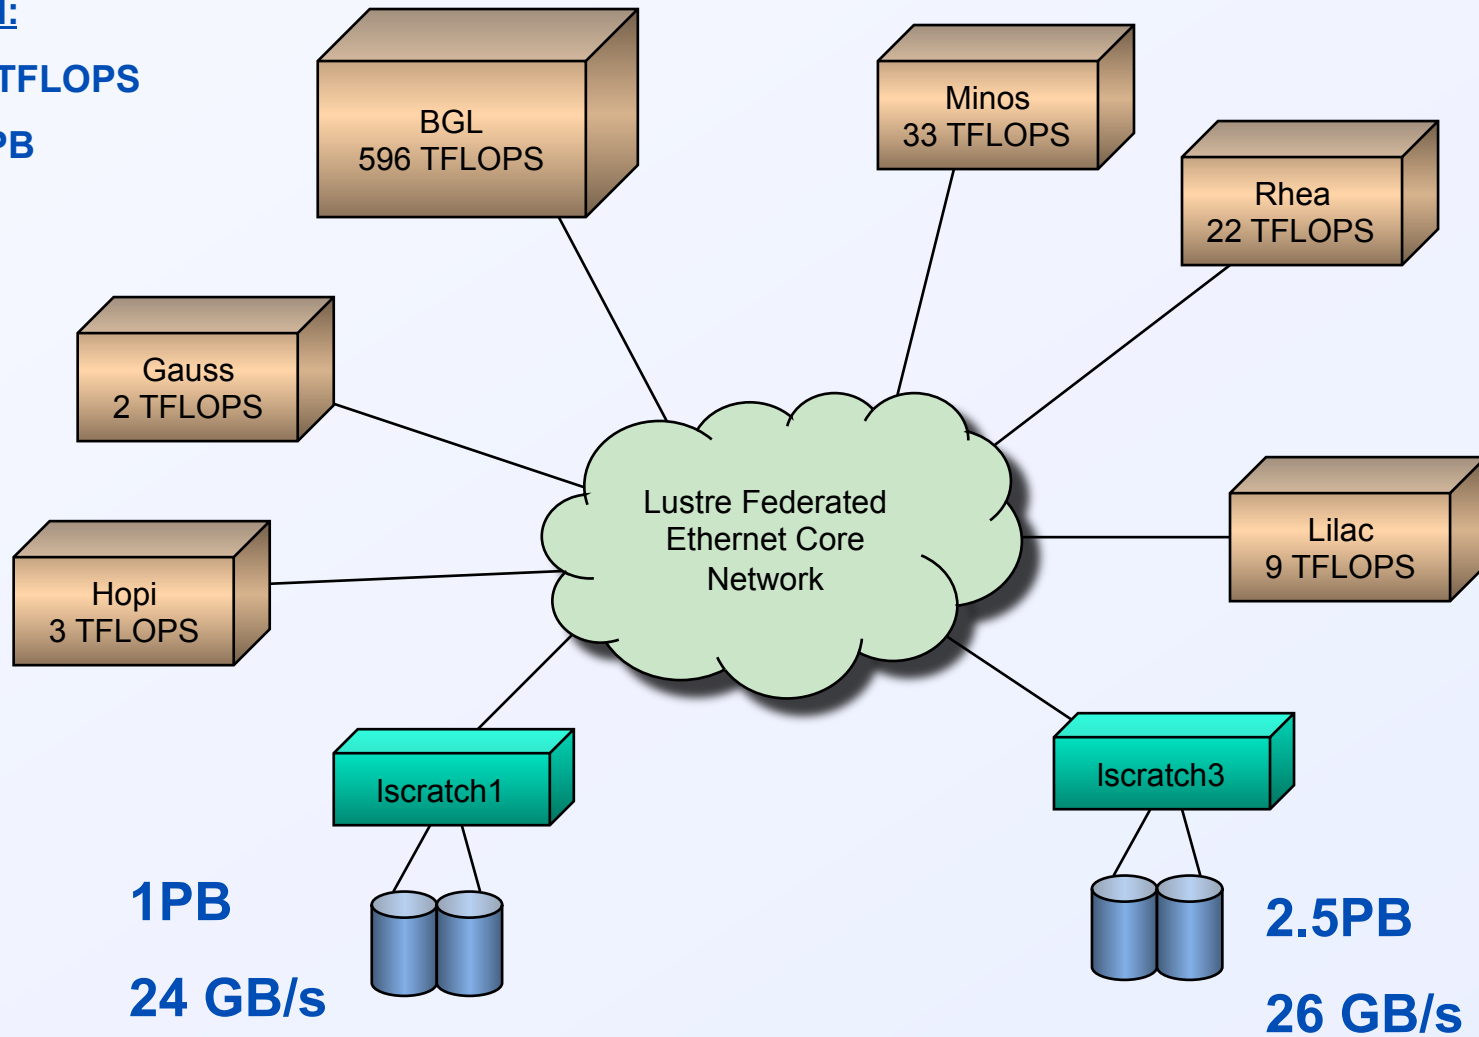 TFLOPS
BGL
596 TFLOPS
Minos
33 TFLOPS
Rhea
22 TFLOPS
Gauss
2 TFLOPS
Lustre Federated
Ethernet Core
Network
Lilac
9 TFLOPS
Hopi
3 TFLOPS
lscratch1
lscratch3
1PB
24 GB/s
2.5PB
26 GB/s